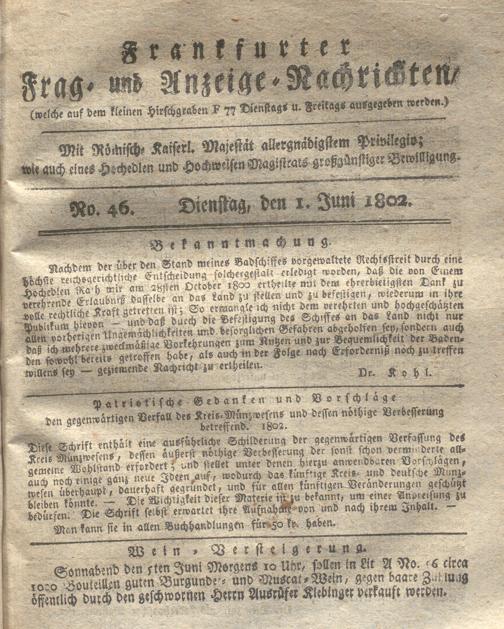 Frankfurter
Frag- und Anzeige-Nachrichten/
(welche auf dem kleinen Hirschgraben F 77 Dienstags u. Freitags ausgegeben werden.)
Mit Römisch- Kaiserl. Majestät allergnädigstem Privilegio;
wie auch eines Hochedlen und Hochweisen Magistrats großgünstiger Bewilligung.
No. 46. Dienstag, den 1. Juni 1802.
Bekanntmachung.
Nachdem der über den Stand meines Badschiffes vorgewaltete Rechtsstreit durch eine
höchste reichsgerichtliche Entscheidung solchergestalt erledigt worden, daß die von Einem
Hochedlen Rath mir am 28sten October 1800 ertheilte mit dem ehrerbietigsten Dank zu
verehrende Erlaubniß dasselbe an das Land zu stellen und zu befestigen, wiederum in ihre
volle rechtliche Kraft getretten ist; So ermangle ich nicht dem verehrten und hochgeschätzten
Publikum hievon — und daß durch die Befestigung des Schiffes an das Land nicht nur
allen vorherigen Ungemächlichkeiten und besorglichen Gefahren abgeholfen sey, sondern auch
daß ich mehrere zweckmäßige Vorkehrungen zum Nutzen und zur Bequemlichkeit der Baden-
den sowohl bereits getroffen habe, als auch in der Folge nach Erforderniß noch zu treffen
willens sey — geziemende Nachricht zu ertheilen. Dr. Kohl.
Patriotische Gedanken und Vorschläge
den gegenwärtigen Verfall des Kreis-Münzwesens und dessen nöthige Verbesserung
betreffend. 1802.
Diese Schrift enthält eine ausführliche Schilderung der gegenwärtigen Verfassung des
Kreis Münzwesens, dessen äußerst nöthige Verbesserung der sonst schon verminderte all-
gemeine Wohlstand erfordert, und stellet unter denen hierzu anwendbaren Vorschlägen,
auch noch einige ganz neue Ideen auf, wodurch das künftige Kreis- und deutsche Münz-
wesen überhaupt, dauerhaft gegründet, und für allen künftigen Veränderungen geschützt
bleiben könnte. — Die Wichtigkeit dieser Materie ist zu bekannt, um einer Anpreisung zu
bedürfen. Die Schrift selbst erwartet ihre Aufnahme von und nach ihrem Inhalt. —
Man kann sie in allen Buchhandlungen für 50 kr. haben.
Wein-Versteigerung.
Sonnabend den 5ten Juni Morgens 10 Uhr, sollen in Lit A No. 6 circa
1000 Bouteillen guten Burgunder- und Muscat-Wein, gegen baare Zahlung
öffentlich durch den geschwornen Herrn Ausrüfer Klebinger verkauft werden.